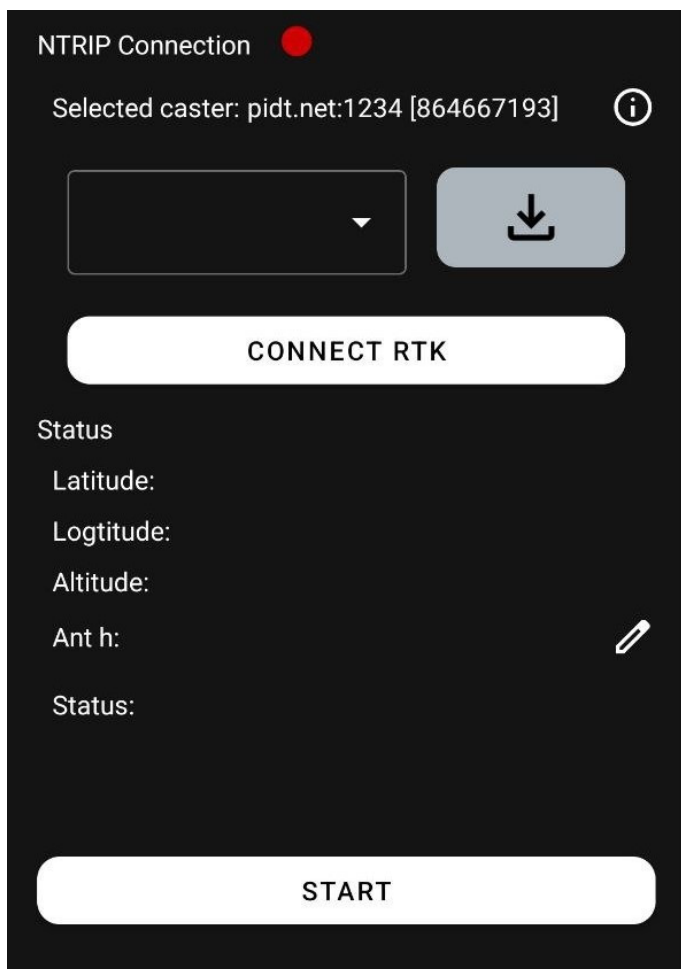 NTRIP Connection
Selected caster: pidt.net:1234 [864667193]
CONNECT RTK
Status
Latitude:
Logtitude:
Altitude:
Ant h:
Status:
START